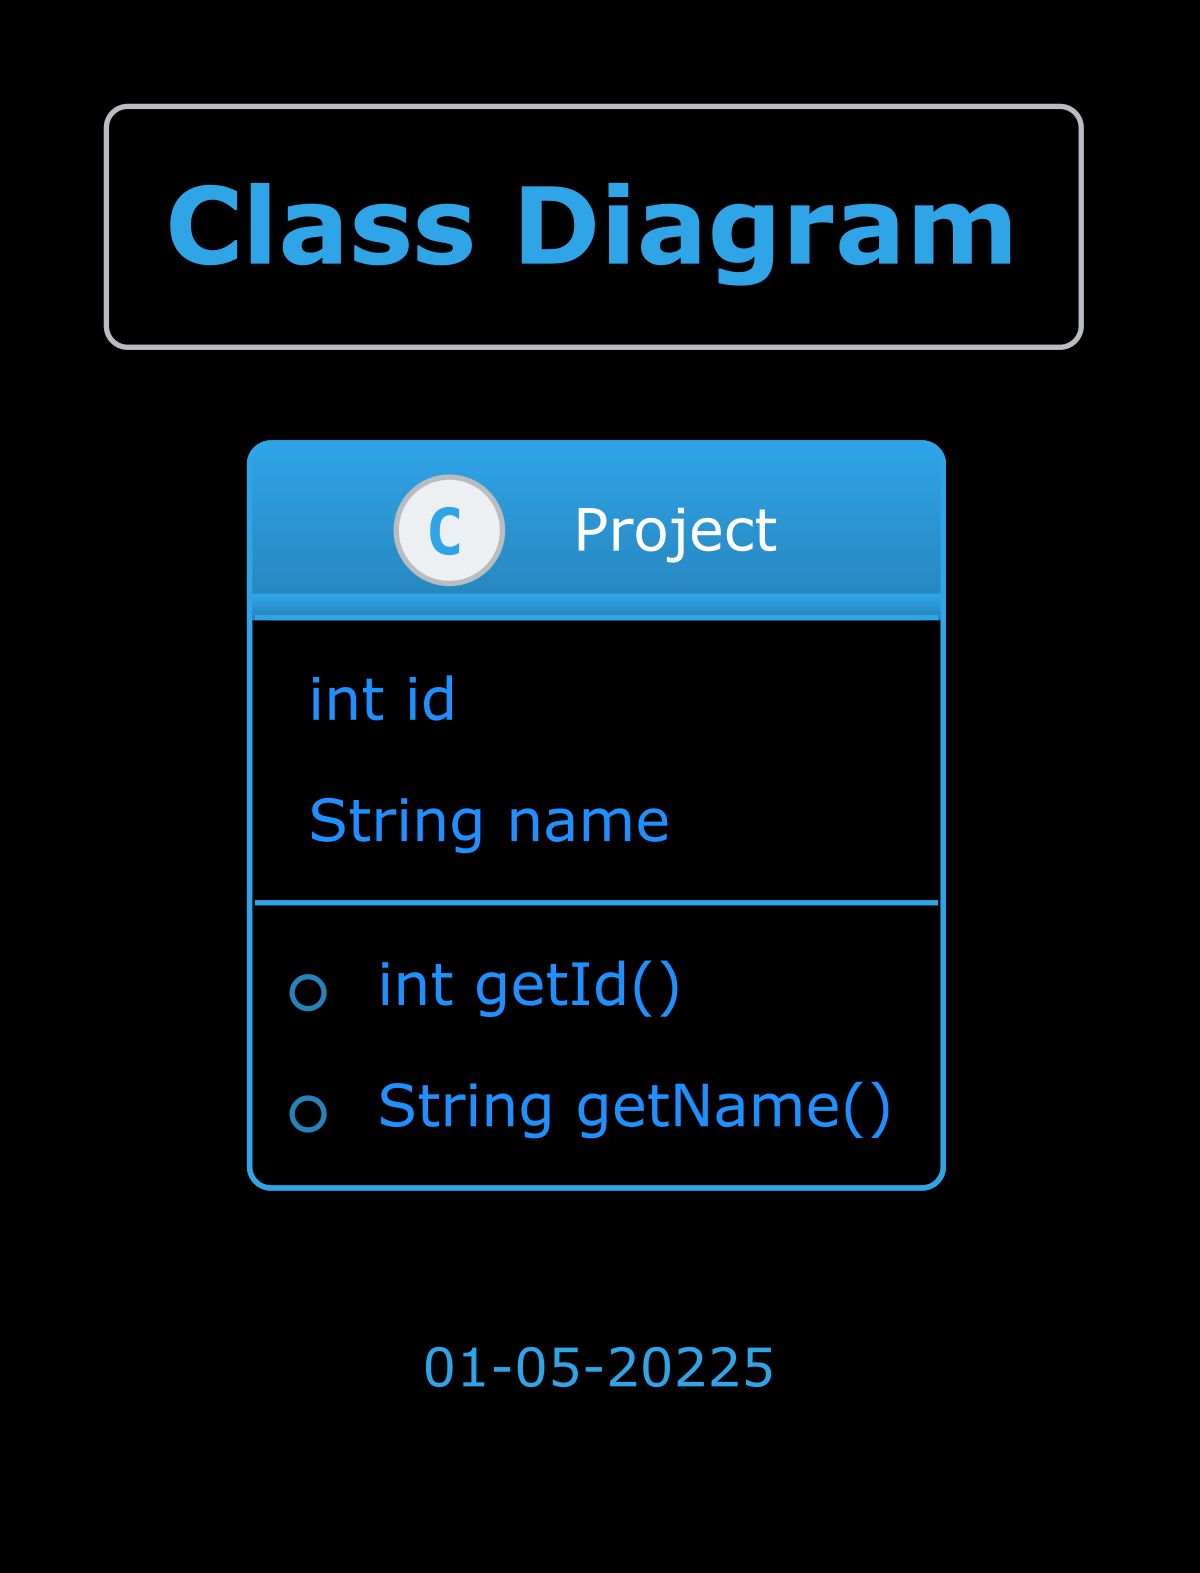 Class Diagram
C Project
int id
String name
int getId()
String getName()
01-05-20225